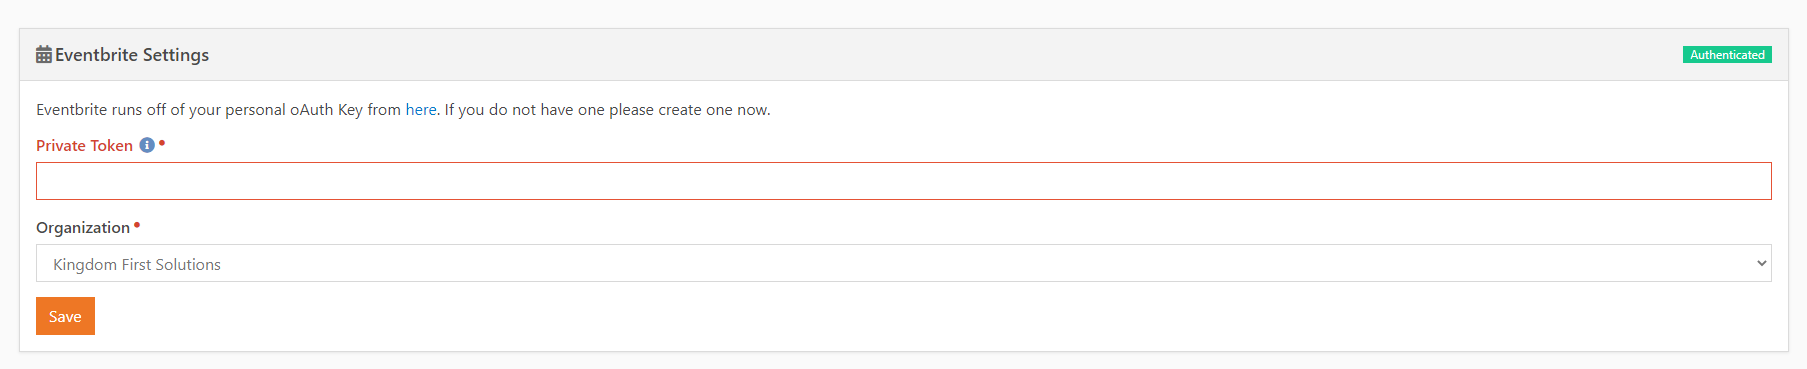 Eventbrite Settings
Authenticated
Eventbrite runs off of your personal oAuth Key from here. If you do not have one please create one now.
Private Token
Organization
Kingdom First Solutions
Save